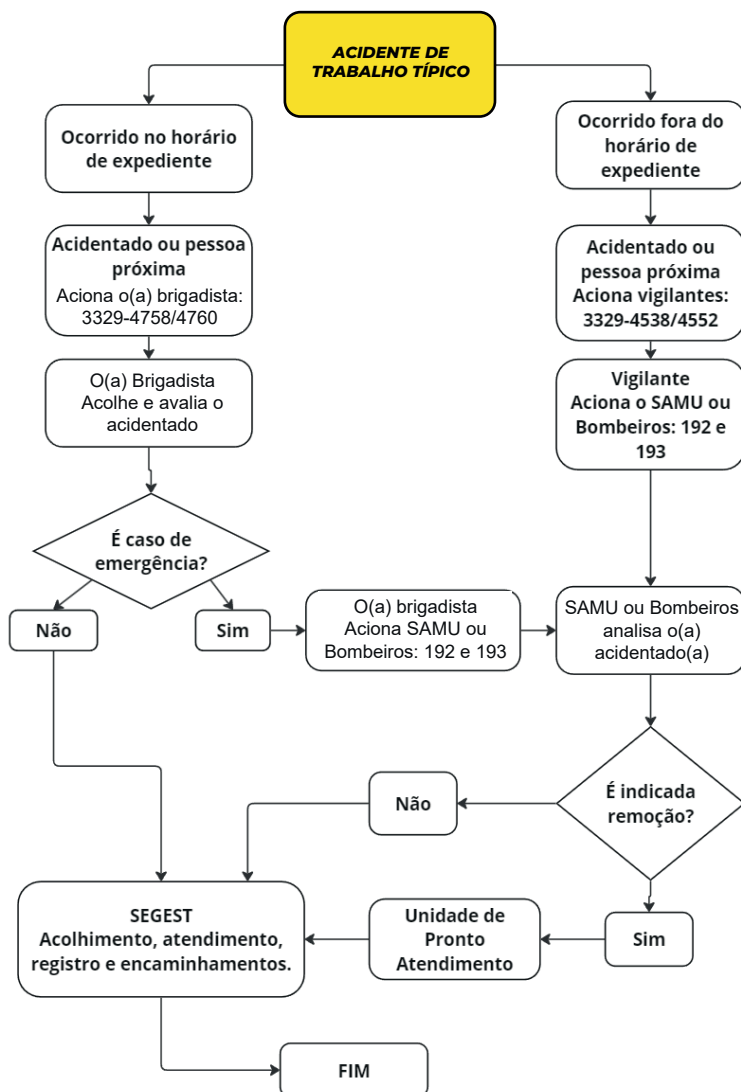 ACIDENTE DE
TRABALHO TÍPICO
Ocorrido no horário
de expediente
Ocorrido fora do
horário de
expediente
Acidentado ou pessoa
próxima
Aciona o(a) brigadista:
3329-4758/4760
Acidentado ou
pessoa próxima
Aciona vigilantes:
3329-4538/4552
O(a) Brigadista
Acolhe e avalia o
acidentado
Vigilante
Aciona o SAMU ou
Bombeiros: 192 e
193
É caso de
emergência?
Não
Sim
O(a) brigadista
Aciona SAMU ou
Bombeiros: 192 e 193
SAMU ou Bombeiros
analisa o(a)
acidentado(a)
É indicada
remoção?
Não
Sim
Unidade de
Pronto
Atendimento
SEGEST
Acolhimento, atendimento,
registro e encaminhamentos.
FIM